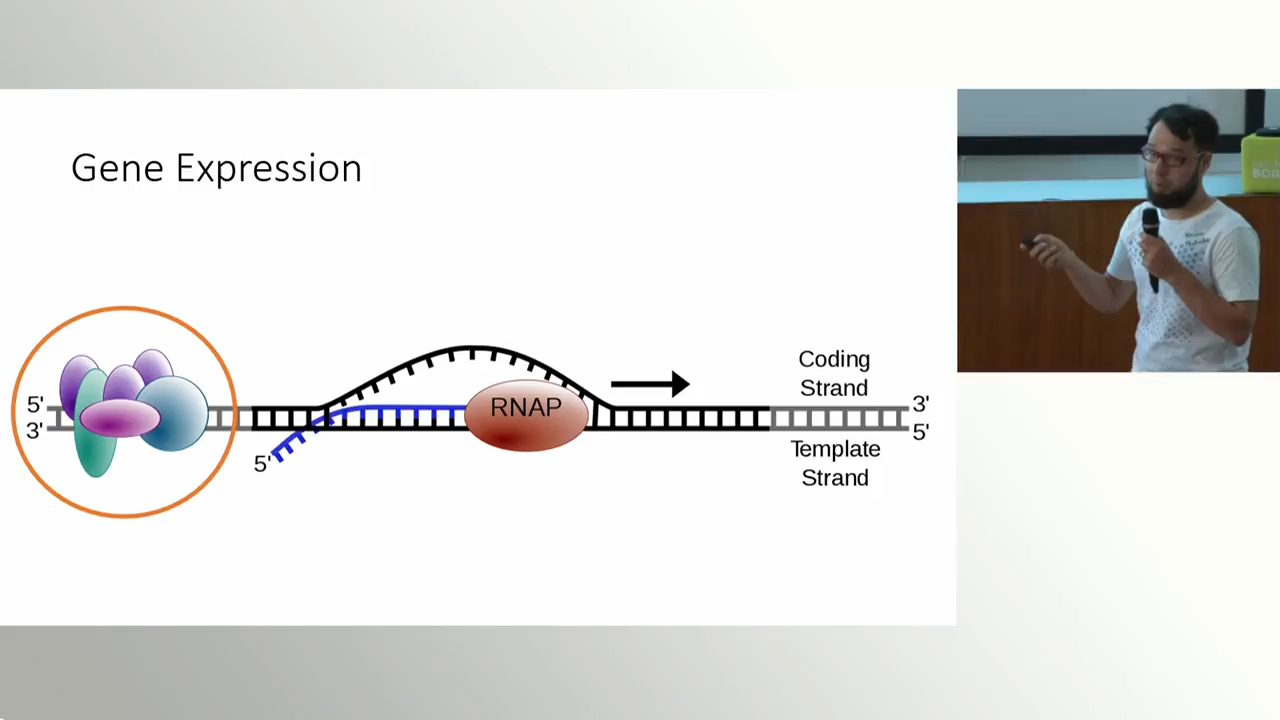 Gene Expression
Coding
Strand
5'
3'
RNAP
3'
5'
5'
Template
Strand